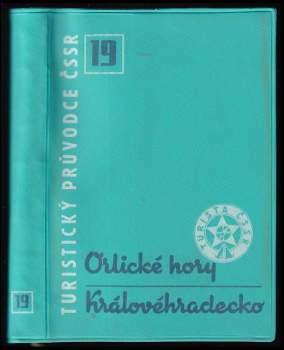 19
TURISTICKÝ PRŮVODCE ČSSR
19
TURISTA ČSSR
Orlické hory
Královéhradecko